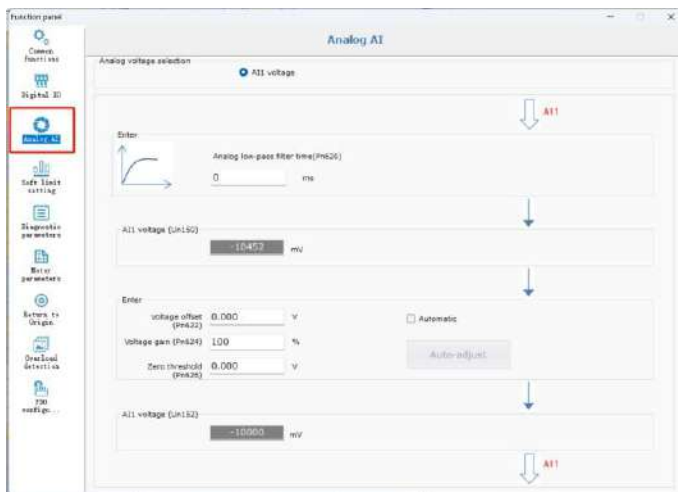 Function panel
Analog AI
Common functions
Digital IO
Analog AI
Soft limit setting
Diagnostic parameters
Motor parameters
Return to Origin
Overload detection
configu...
Analog voltage selection
AI1 voltage
AI1
Enter
Analog low-pass filter time(Pn620)
0 ms
AI1 voltage (Un150)
-10452 mV
Enter
Voltage offset (Pn622) 0.000 V
Automatic
Voltage gain (Pn624) 100 %
Auto-adjust
Zero threshold (Pn626) 0.000 V
AI1 voltage (Un152)
-10000 mV
AI1